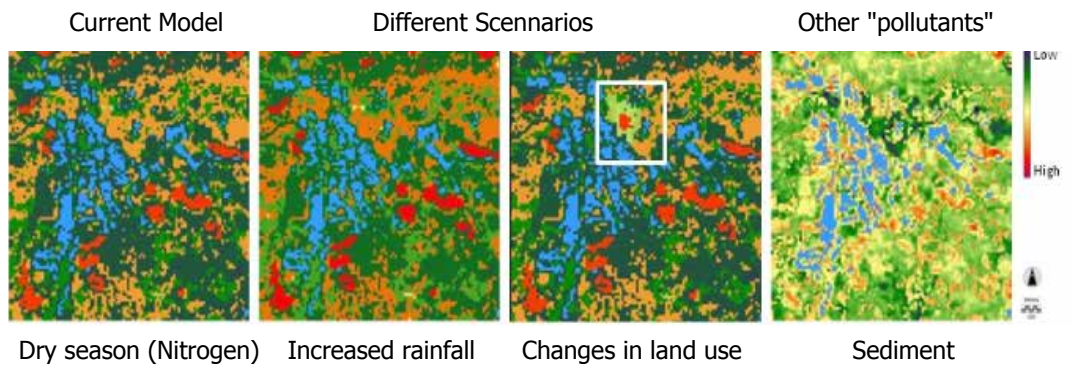 Current Model
Different Scennarios
Other "pollutants"
Low
High
Dry season (Nitrogen)
Increased rainfall
Changes in land use
Sediment